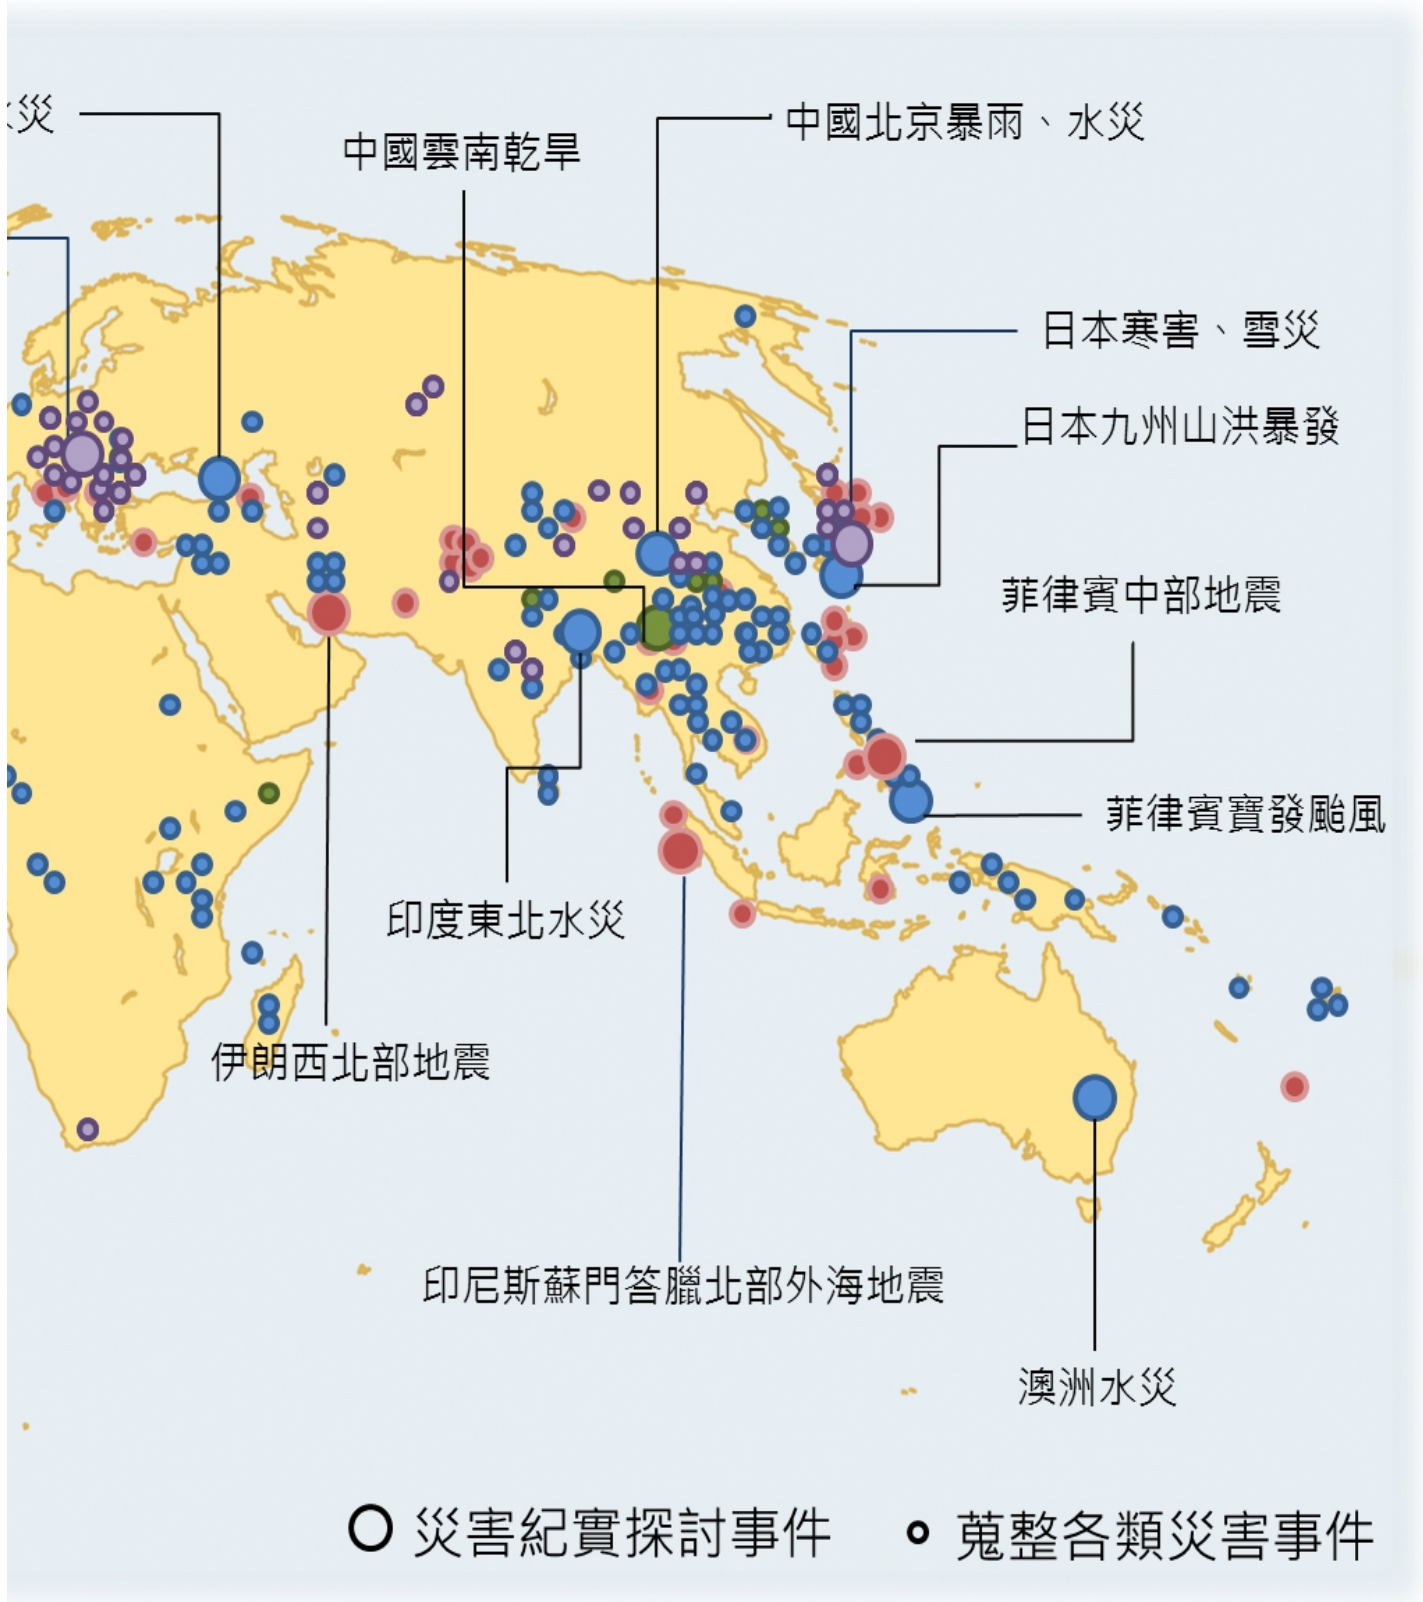 災
中國北京暴雨、水災
中國雲南乾旱
日本寒害、雪災
日本九州山洪暴發
菲律賓中部地震
菲律賓寶發颱風
印度東北水災
伊朗西北部地震
印尼斯蘇門答臘北部外海地震
澳洲水災
災害紀實探討事件
蒐整各類災害事件